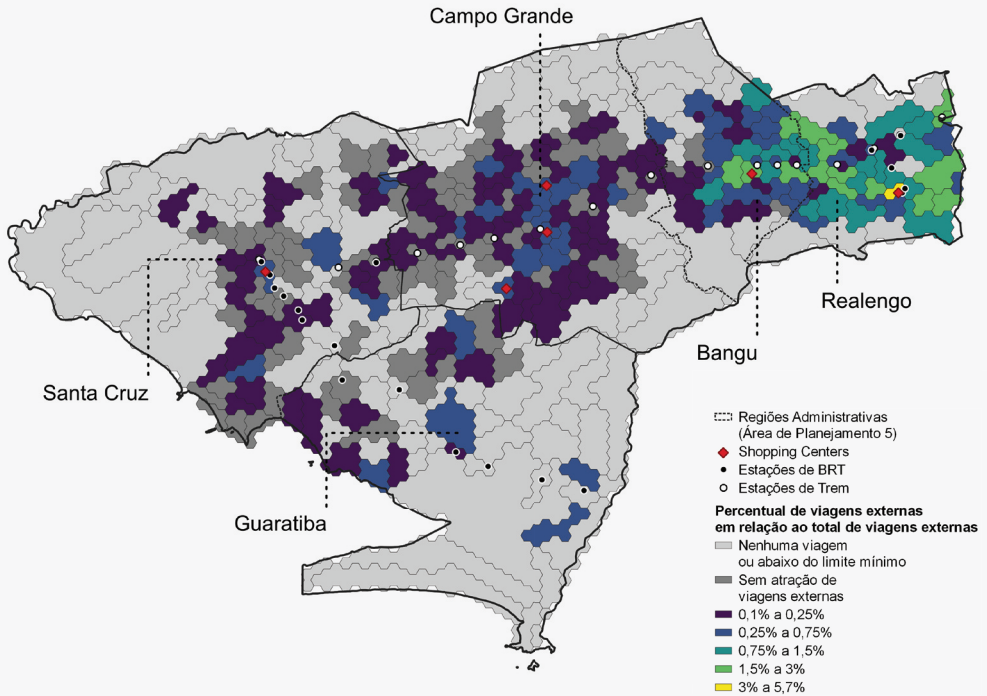 Campo Grande
Realengo
Bangu
Santa Cruz
Guaratiba
Regiões Administrativas
(Área de Planejamento 5)
Shopping Centers
Estações de BRT
Estações de Trem
Percentual de viagens externas
em relação ao total de viagens externas
Nenhuma viagem
ou abaixo do limite mínimo
Sem atração de
viagens externas
0,1% a 0,25%
0,25% a 0,75%
0,75% a 1,5%
1,5% a 3%
3% a 5,7%